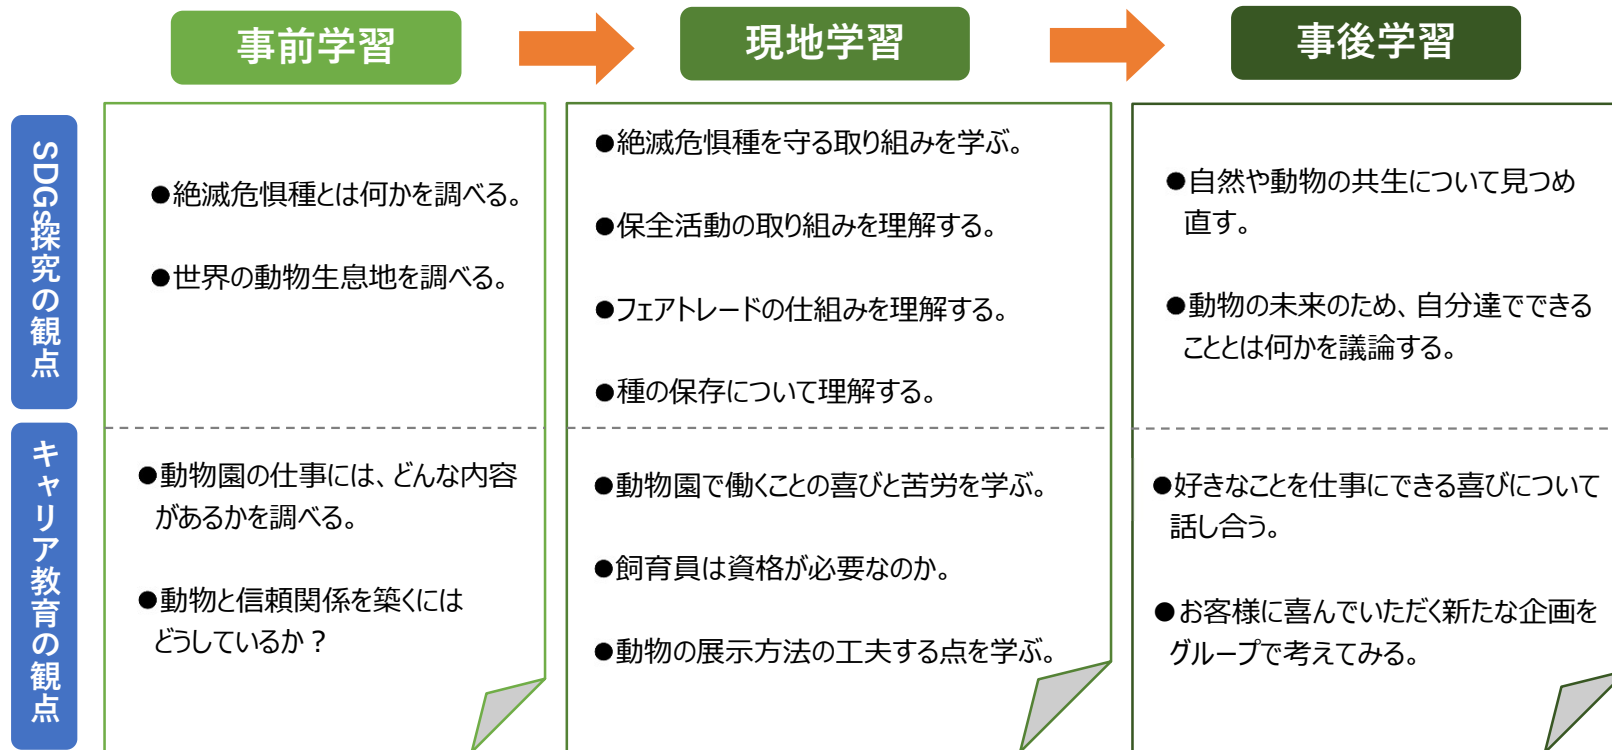 事前学習
現地学習
事後学習
SDGs探究の観点
●絶滅危惧種とは何かを調べる。
●世界の動物生息地を調べる。
●絶滅危惧種を守る取り組みを学ぶ。
●保全活動の取り組みを理解する。
●フェアトレードの仕組みを理解する。
●種の保存について理解する。
●自然や動物の共生について見つめ
直す。
●動物の未来のため、自分達でできる
こととは何かを議論する。
キャリア教育の観点
●動物園の仕事には、どんな内容
があるかを調べる。
●動物と信頼関係を築くには
どうしているか？
●動物園で働くことの喜びと苦労を学ぶ。
●飼育員は資格が必要なのか。
●動物の展示方法の工夫する点を学ぶ。
●好きなことを仕事にできる喜びについて
話し合う。
●お客様に喜んでいただく新たな企画を
グループで考えてみる。